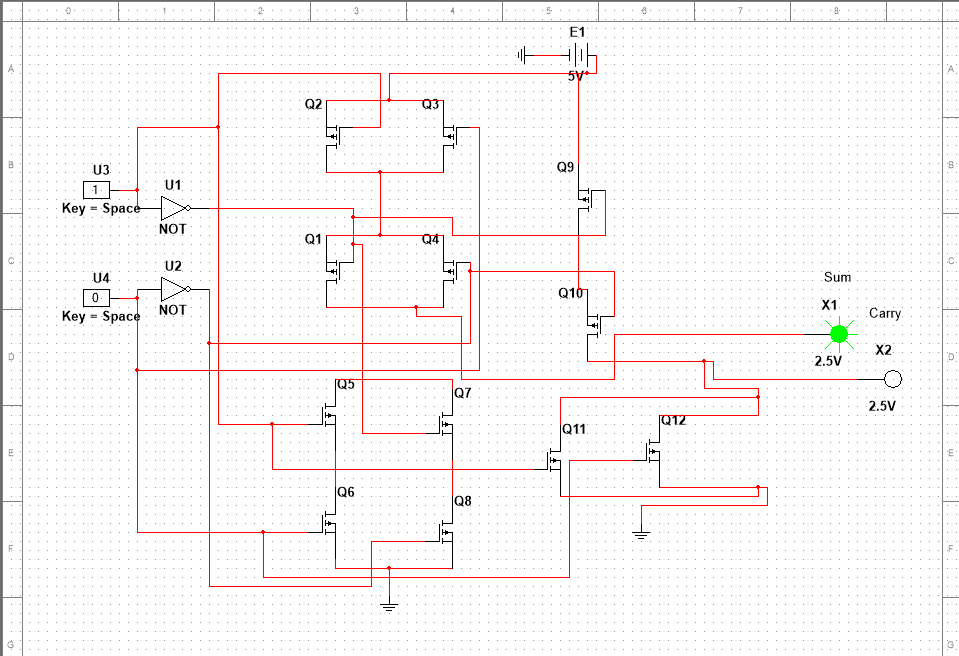 0 1 2 3 4 5 6 7 8
E1
A A
5V
Q2 Q3
B B
Q9
U3
1
U1
Key = Space
NOT
Q1 Q4
C C
U2
U4
0
Q10
Sum
X1
Carry
Key = Space
NOT
X2
D D
2.5V
Q5
Q7
2.5V
Q12
Q11
E E
Q6
Q8
F F
G G